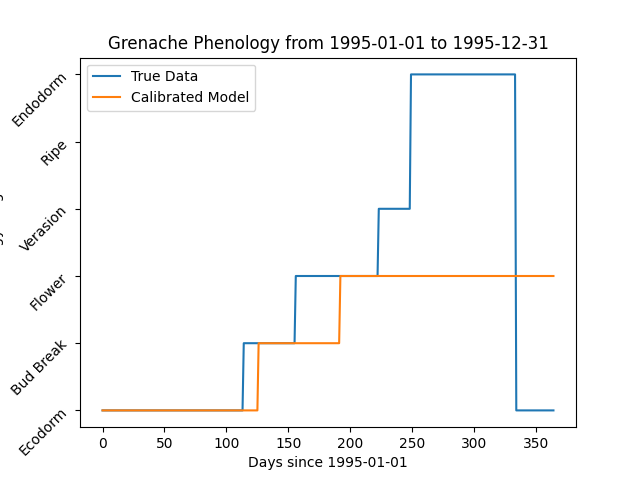 Grenache Phenology from 1995-01-01 to 1995-12-31
True Data
Calibrated Model
Endodorm
Ripe
Verasion
Flower
Bud Break
Ecodorm
0 50 100 150 200 250 300 350
Days since 1995-01-01